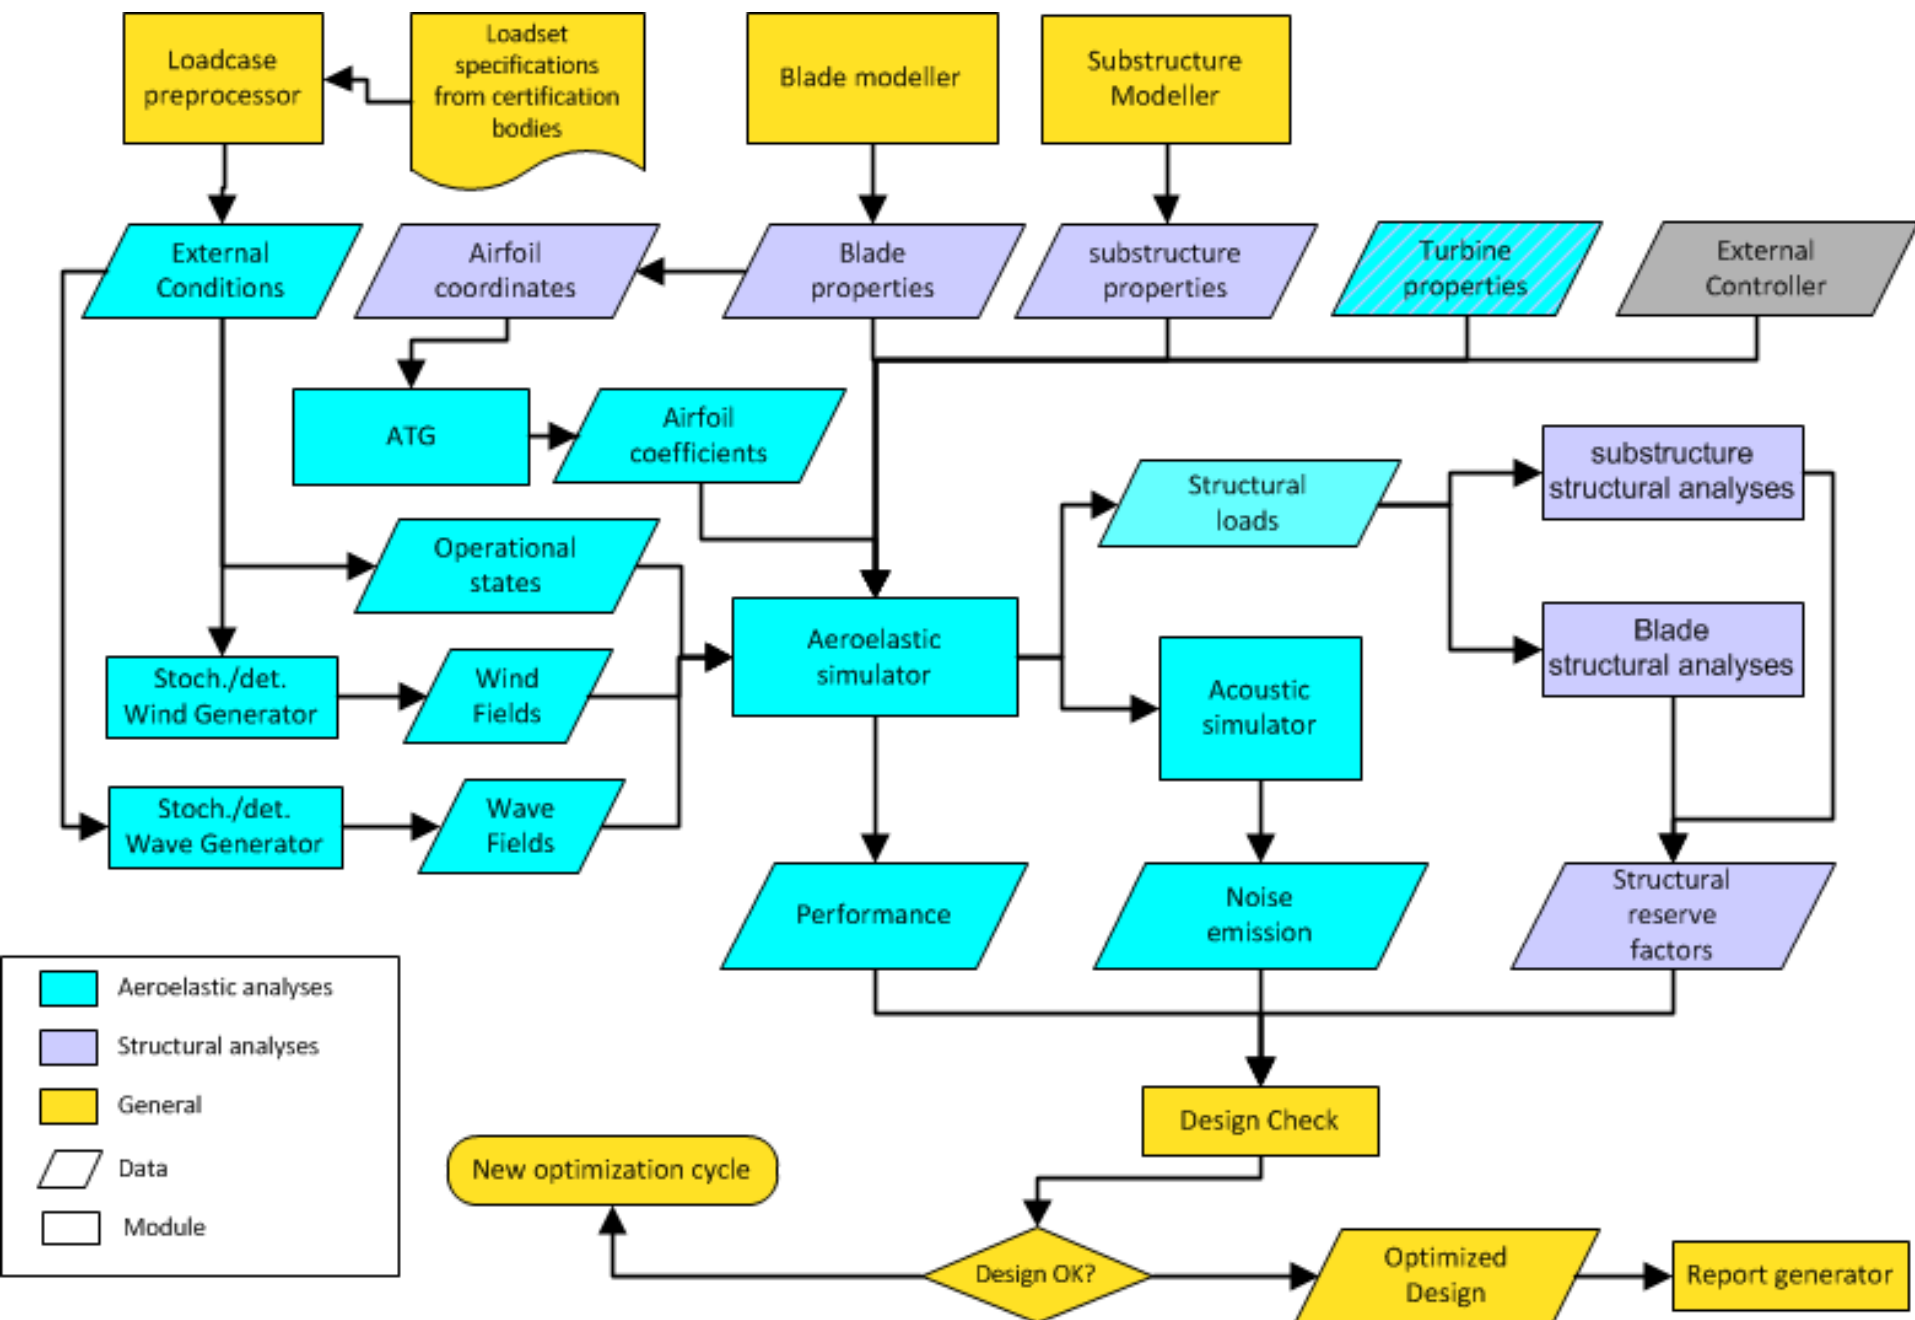 Loadcase
preprocessor
Loadset
specifications
from certification
bodies
Blade modeller
Substructure
Modeller
External
Conditions
Airfoil
coordinates
Blade
properties
substructure
properties
Turbine
properties
External
Controller
ATG
Airfoil
coefficients
Operational
states
Structural
loads
substructure
structural analyses
Stoch./det.
Wind Generator
Wind
Fields
Aeroelastic
simulator
Acoustic
simulator
Blade
structural analyses
Stoch./det.
Wave Generator
Wave
Fields
Performance
Noise
emission
Structural
reserve
factors
Aeroelastic analyses
Structural analyses
General
Data
Module
Design Check
New optimization cycle
Design OK?
Optimized
Design
Report generator